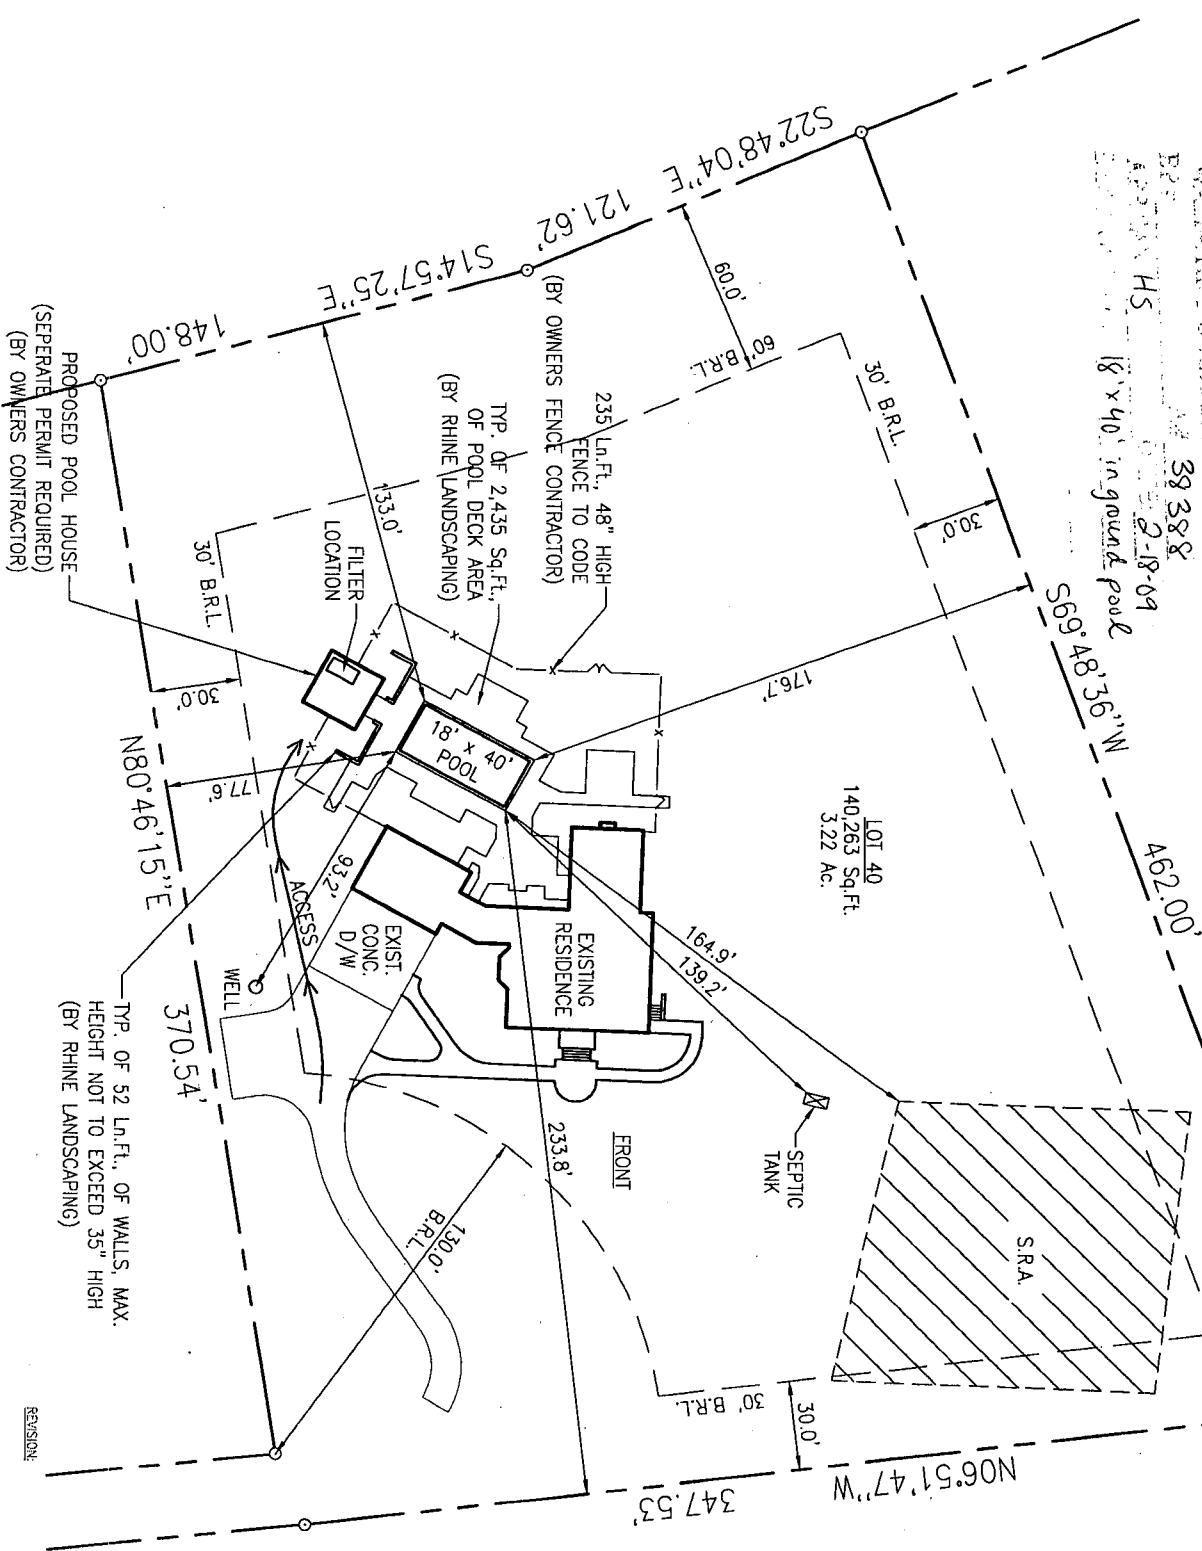 38388
HS
2-18-09
18' x 40' inground pool
S22°48'04"E
121.62'
S14°57'25"E
148.00'
S69°48'36"W
462.00'
N80°46'15"E
370.54'
N06°51'47"W
347.53'
60.0'
60' B.R.L.
30' B.R.L.
30.0'
176.7'
235 Ln.Ft., 48" HIGH
FENCE TO CODE
(BY OWNERS FENCE CONTRACTOR)
TYP. OF 2,435 Sq.Ft.,
OF POOL DECK AREA
(BY RHINE LANDSCAPING)
133.0'
FILTER
LOCATION
30' B.R.L.
30.0'
PROPOSED POOL HOUSE
(SEPERATE PERMIT REQUIRED)
(BY OWNERS CONTRACTOR)
18' x 40'
POOL
77.6'
93.2'
ACCESS
WELL
EXIST.
CONC.
D/W
EXISTING
RESIDENCE
LOT 40
140,263 Sq.Ft.
3.22 Ac.
164.9'
139.2'
233.8'
FRONT
SEPTIC
TANK
S.R.A.
130.0'
B.R.L.
30' B.R.L.
30.0'
TYP. OF 52 Ln.Ft., OF WALLS, MAX.
HEIGHT NOT TO EXCEED 35" HIGH
(BY RHINE LANDSCAPING)
REVISION: